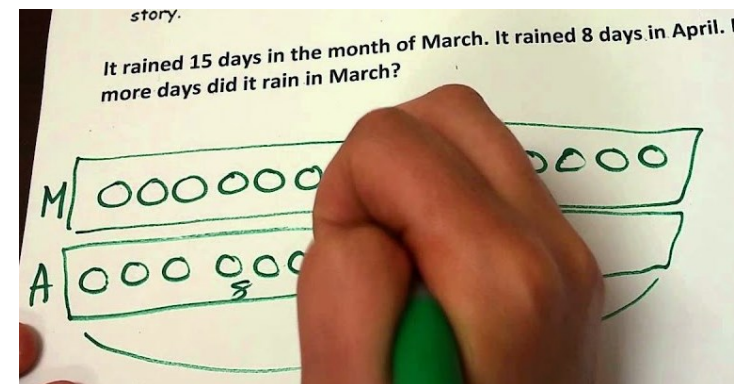 story.
It rained 15 days in the month of March. It rained 8 days in April.
more days did it rain in March?
M
A
8